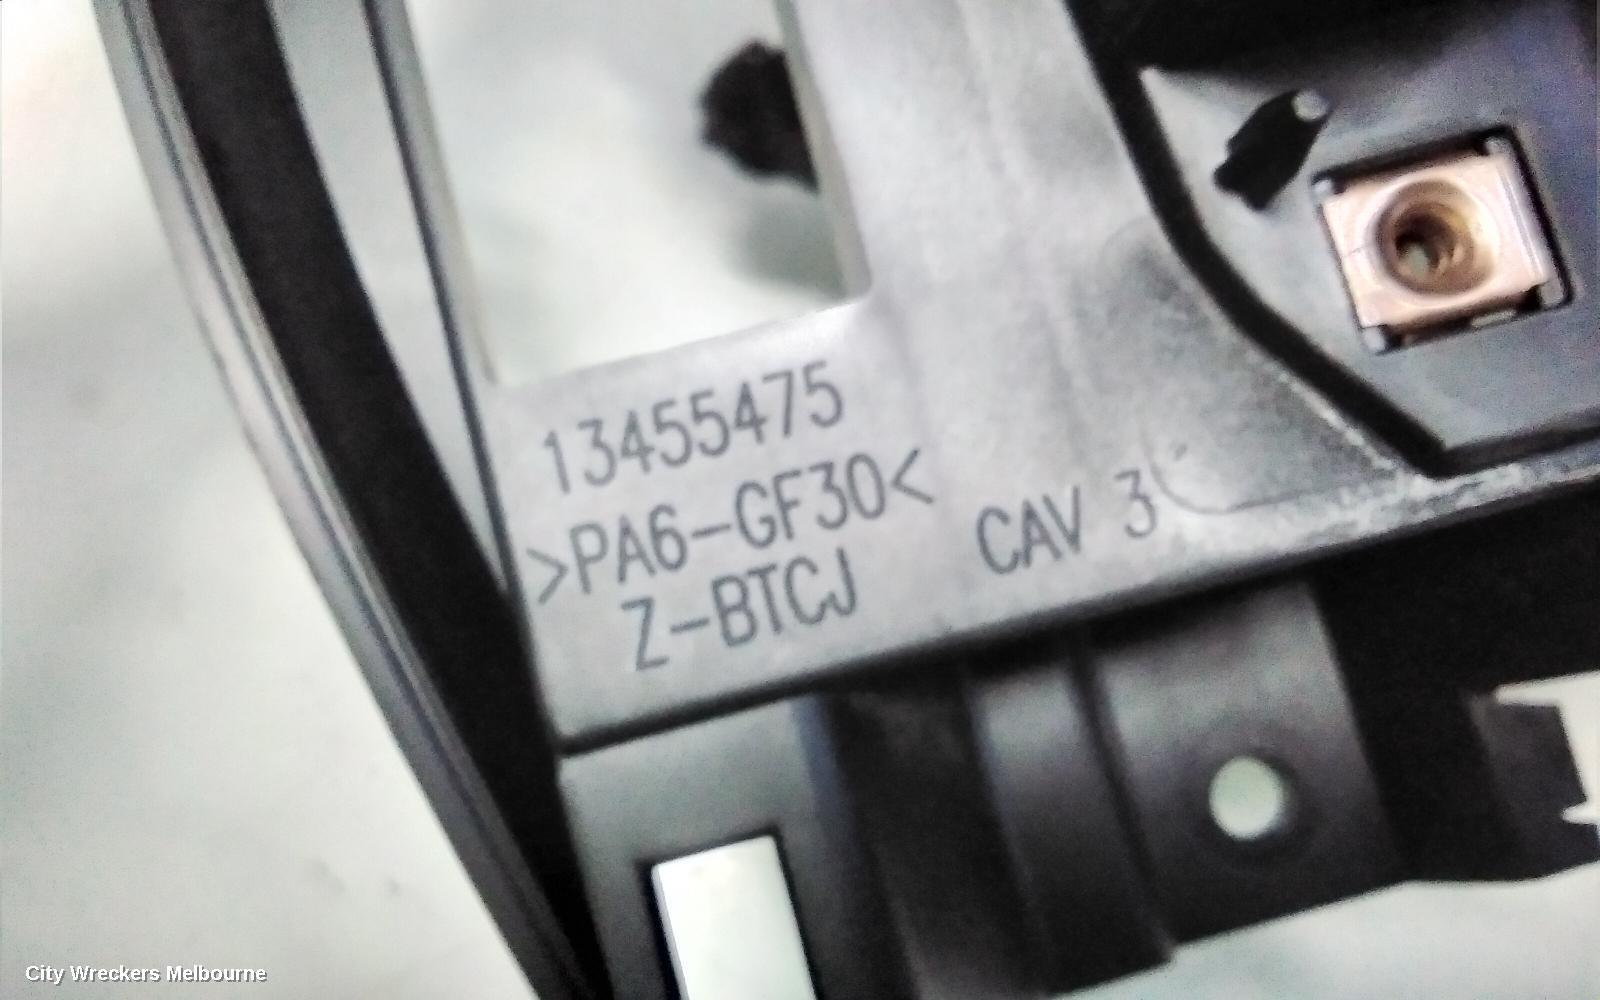 13455475
>PA6-GF30<
Z-BTCJ CAV 3
City Wreckers Melbourne